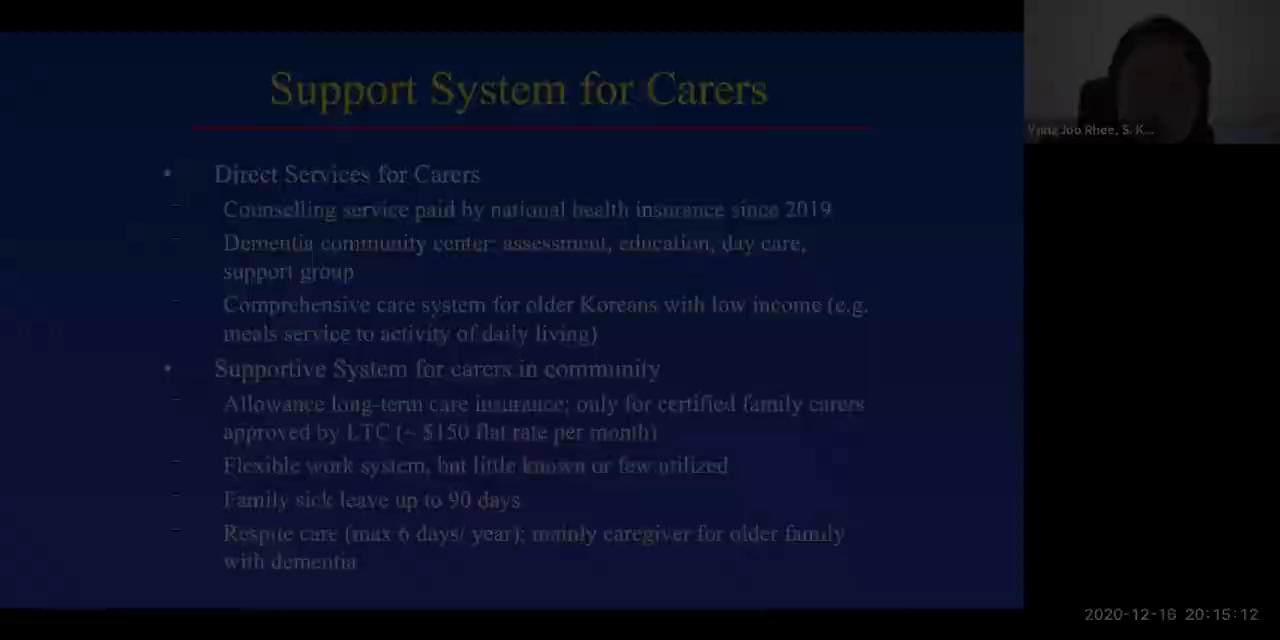 Support System for Carers
• Direct Services for Carers
– Counselling service paid by national health insurance since 2019
– Dementia community center: assessment, education, day care,
support group
– Comprehensive care system for older Koreans with low income (e.g.
meals service to activity of daily living)
• Supportive System for carers in community
– Allowance long-term care insurance; only for certified family carers
approved by LTC (~ $150 flat rate per month)
– Flexible work system, but little known or few utilized
– Family sick leave up to 90 days
– Respite care (max 6 days/ year); mainly caregiver for older family
with dementia
Joo Rhee, S. K...
2020-12-16 20:15:12